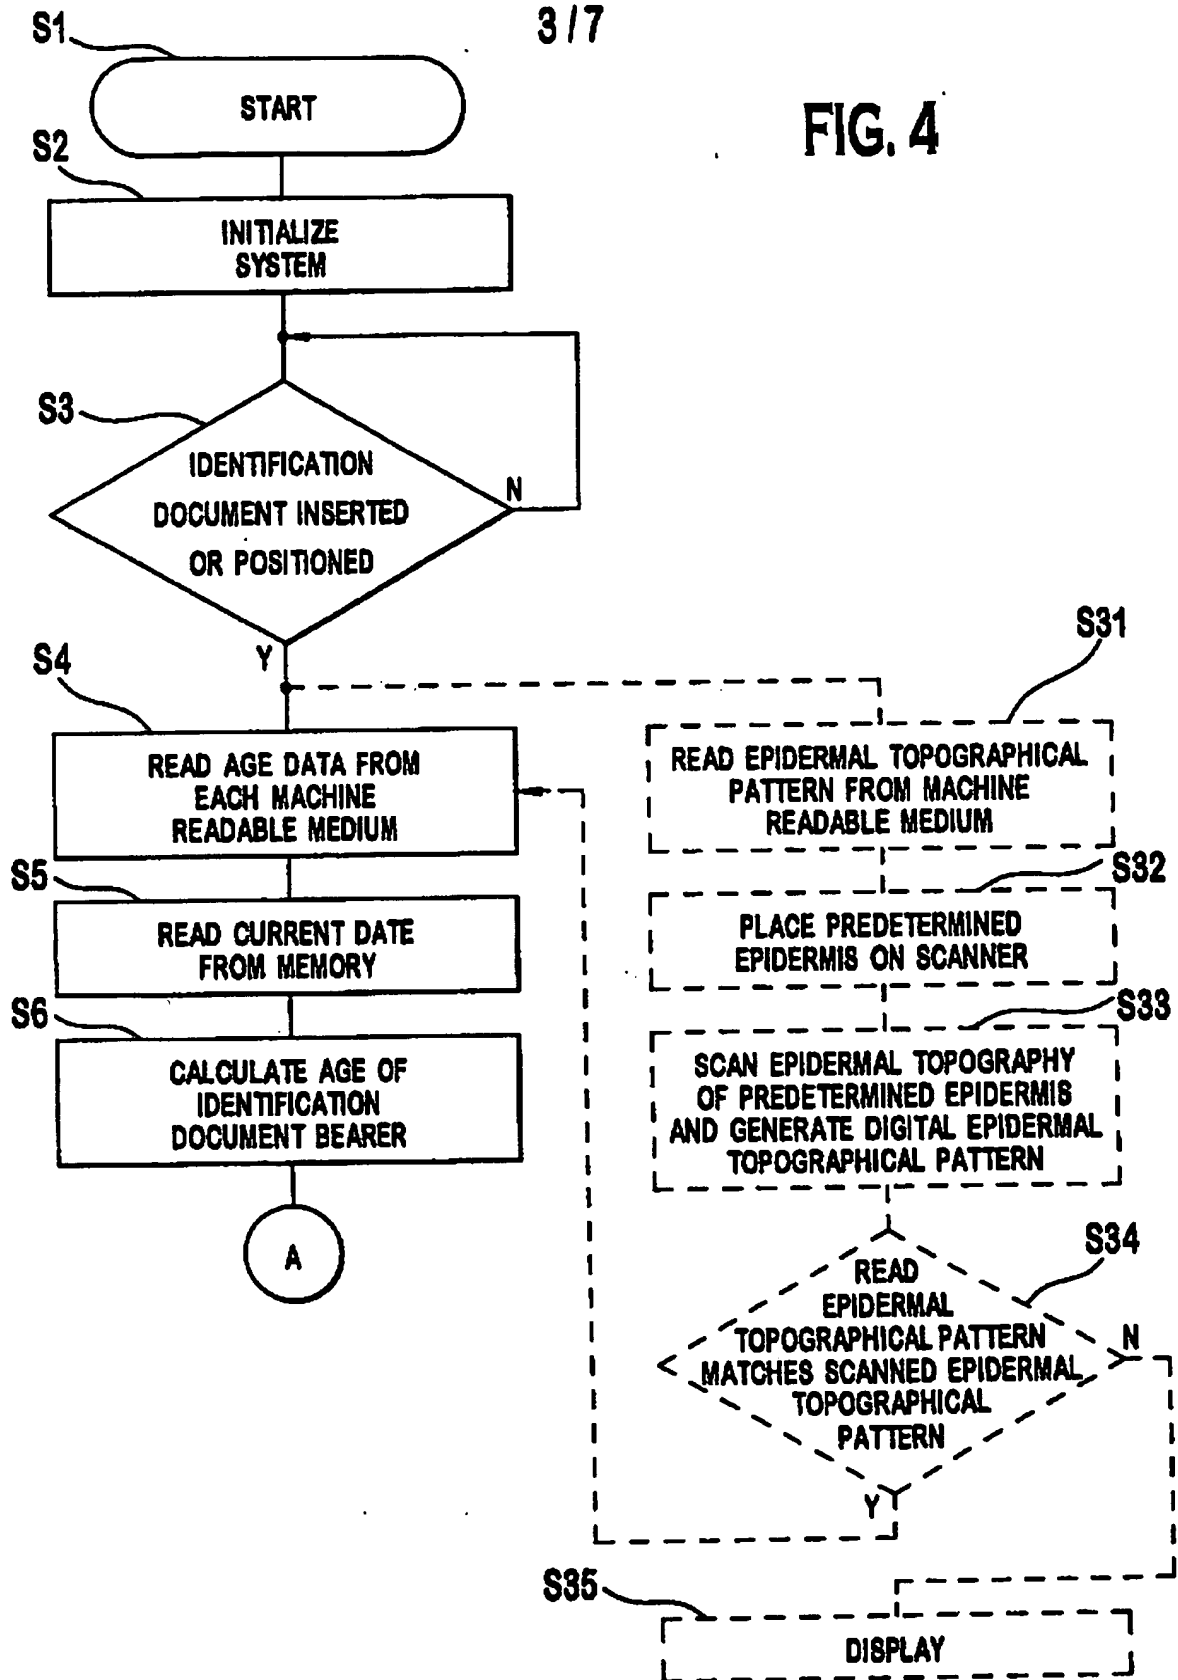 3/7
FIG. 4
S1
START
S2
INITIALIZE
SYSTEM
S3
IDENTIFICATION
DOCUMENT INSERTED
OR POSITIONED
N
Y
S4
READ AGE DATA FROM
EACH MACHINE
READABLE MEDIUM
S5
READ CURRENT DATE
FROM MEMORY
S6
CALCULATE AGE OF
IDENTIFICATION
DOCUMENT BEARER
A
S31
READ EPIDERMAL TOPOGRAPHICAL
PATTERN FROM MACHINE
READABLE MEDIUM
S32
PLACE PREDETERMINED
EPIDERMIS ON SCANNER
S33
SCAN EPIDERMAL TOPOGRAPHY
OF PREDETERMINED EPIDERMIS
AND GENERATE DIGITAL EPIDERMAL
TOPOGRAPHICAL PATTERN
S34
READ
EPIDERMAL
TOPOGRAPHICAL PATTERN
MATCHES SCANNED EPIDERMAL
TOPOGRAPHICAL
PATTERN
N
Y
S35
DISPLAY